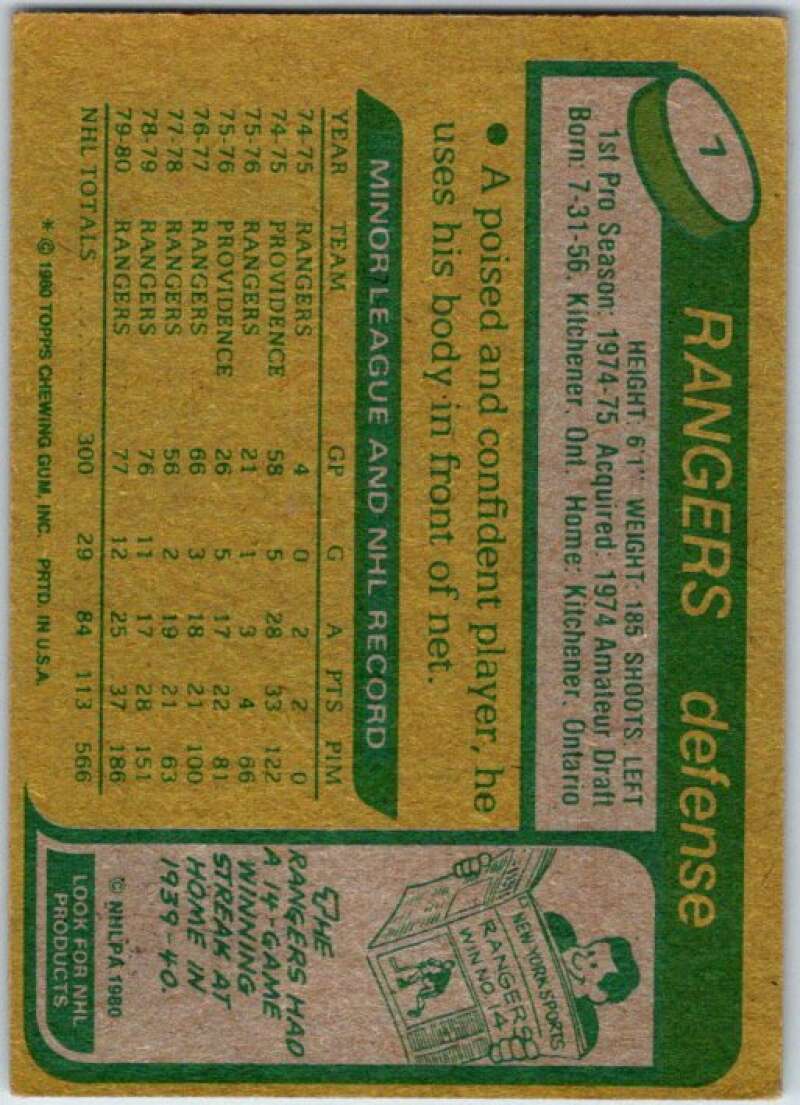 7
RANGERS defense
HEIGHT: 6'1" WEIGHT: 185 SHOOTS: LEFT
1st Pro Season: 1974-75 Acquired: 1974 Amateur Draft
Born: 7-31-56, Kitchener, Ont. Home: Kitchener, Ontario
• A poised and confident player, he
uses his body in front of net.
MINOR LEAGUE AND NHL RECORD
YEAR TEAM GP G A PTS PIM
74-75 RANGERS 4 0 2 2 0
74-75 PROVIDENCE 58 5 28 33 122
75-76 RANGERS 21 1 3 4 66
75-76 PROVIDENCE 26 5 17 22 81
76-77 RANGERS 66 3 18 21 100
77-78 RANGERS 56 2 19 21 63
78-79 RANGERS 76 11 17 28 151
79-80 RANGERS 77 12 25 37 186
NHL TOTALS .......... 300 29 84 113 566
* © 1980 TOPPS CHEWING GUM, INC. PRTD. IN U.S.A.
NEW YORK SPORTS
RANGERS
WIN NO. 14
THE
RANGERS HAD
A 14-GAME
WINNING
STREAK AT
HOME IN
1939-40.
© NHLPA 1980
LOOK FOR NHL
PRODUCTS